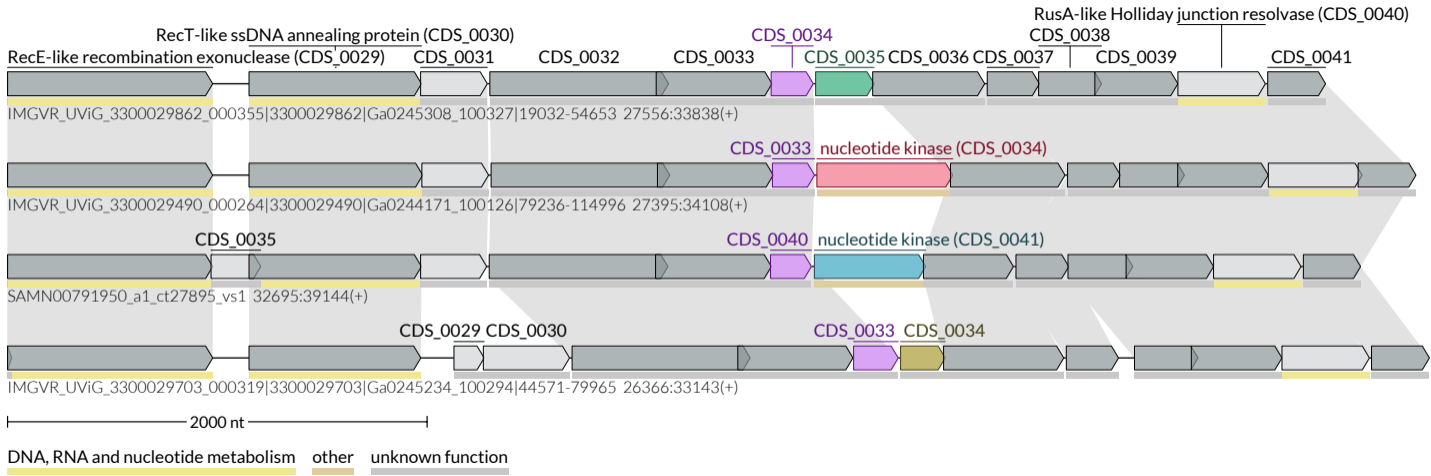 RusA-like Holliday junction resolvase (CDS_0040)
RecT-like ssDNA annealing protein (CDS_0030) CDS_0034 CDS_0038
RecE-like recombination exonuclease (CDS_0029) CDS_0031 CDS_0032 CDS_0033 CDS_0035 CDS_0036 CDS_0037 CDS_0039 CDS_0041
IMGVR_UViG_3300029862_000355|3300029862|Ga0245308_100327|19032-54653 27556:33838(+)
CDS_0033 nucleotide kinase (CDS_0034)
IMGVR_UViG_3300029490_000264|3300029490|Ga0244171_100126|79236-114996 27395:34108(+)
CDS_0035 CDS_0040 nucleotide kinase (CDS_0041)
SAMN00791950_a1_ct27895_vs1 32695:39144(+)
CDS_0029 CDS_0030 CDS_0033 CDS_0034
IMGVR_UViG_3300029703_000319|3300029703|Ga0245234_100294|44571-79965 26366:33143(+)
2000 nt
DNA, RNA and nucleotide metabolism other unknown function